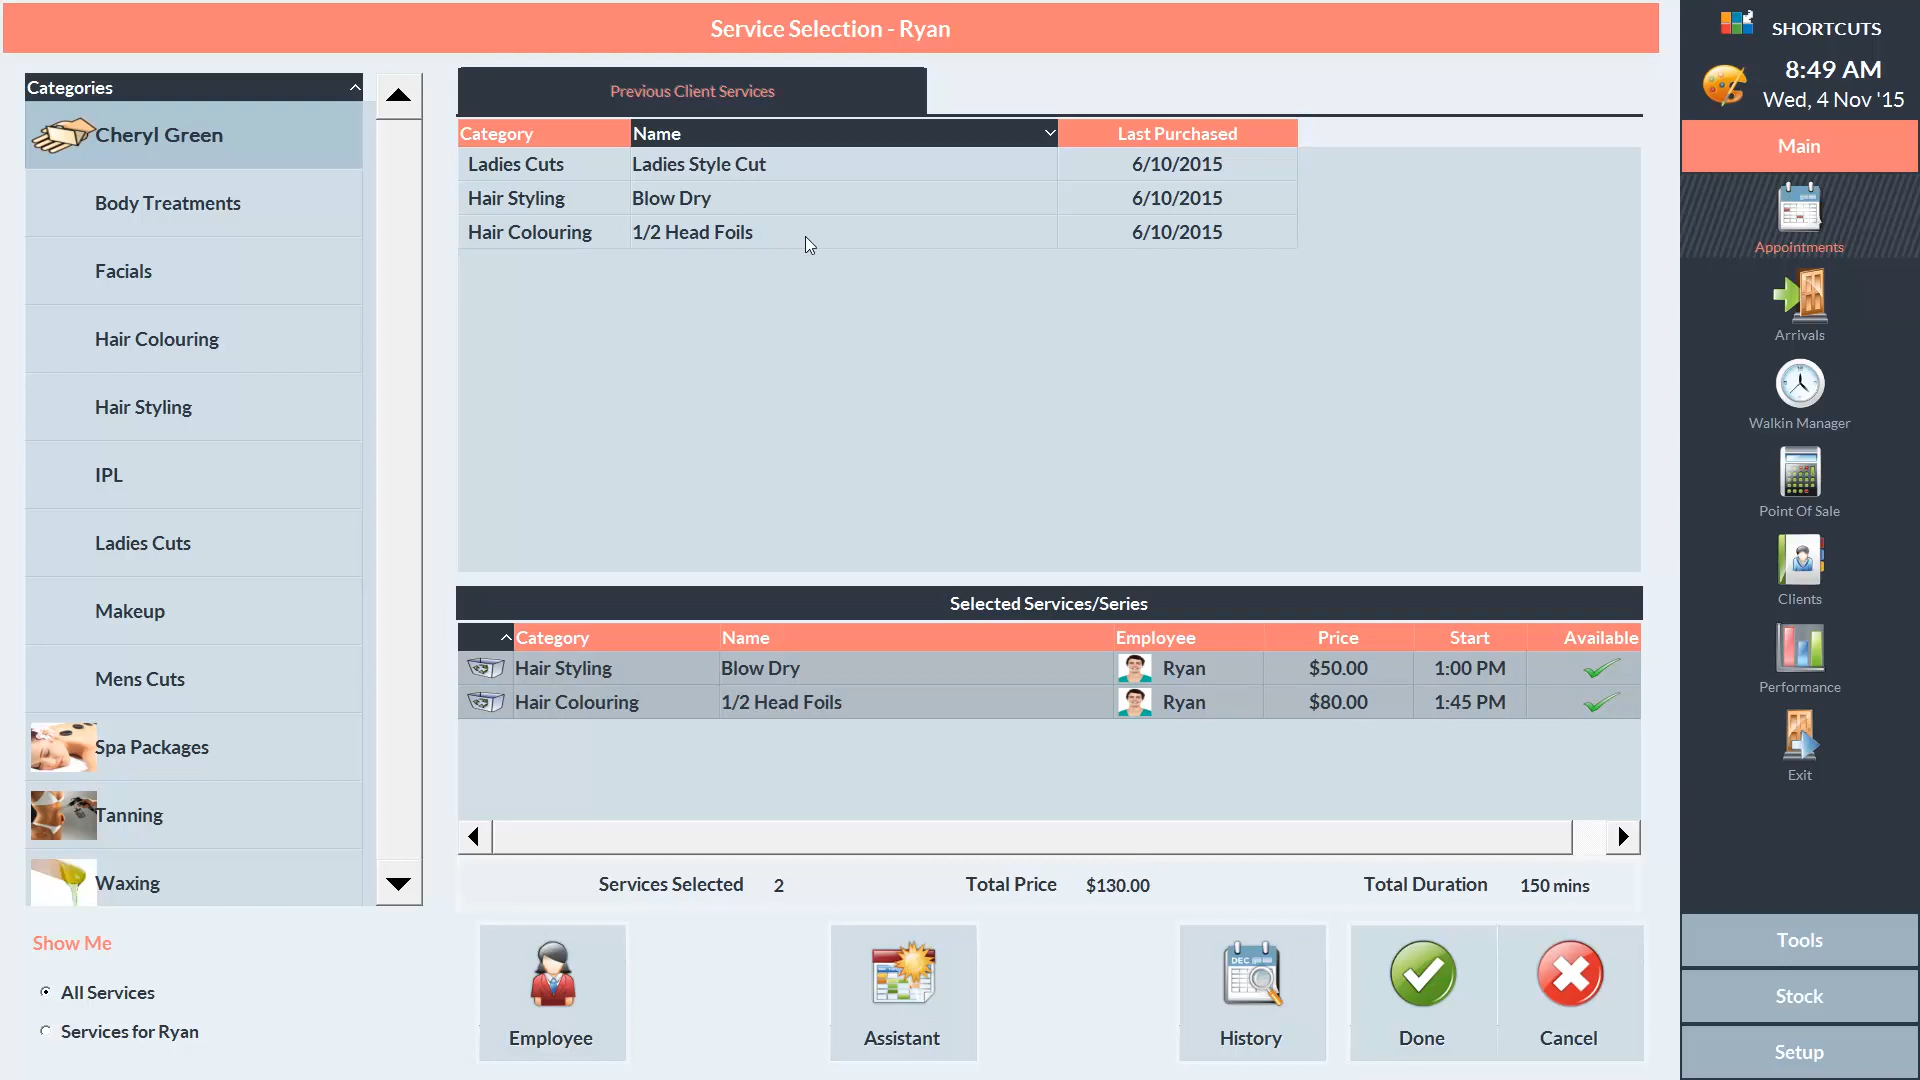 Service Selection - Ryan
Categories
Cheryl Green
Body Treatments
Facials
Hair Colouring
Hair Styling
IPL
Ladies Cuts
Makeup
Mens Cuts
Spa Packages
Tanning
Waxing
Show Me
All Services
Services for Ryan
Previous Client Services
Category Name Last Purchased
Ladies Cuts Ladies Style Cut 6/10/2015
Hair Styling Blow Dry 6/10/2015
Hair Colouring 1/2 Head Foils 6/10/2015
Selected Services/Series
Category Name Employee Price Start Available
Hair Styling Blow Dry Ryan $50.00 1:00 PM
Hair Colouring 1/2 Head Foils Ryan $80.00 1:45 PM
Services Selected 2 Total Price $130.00 Total Duration 150 mins
Employee
Assistant
DEC
History
Done
Cancel
SHORTCUTS
8:49 AM
Wed, 4 Nov '15
Main
Appointments
Arrivals
Walkin Manager
Point Of Sale
Clients
Performance
Exit
Tools
Stock
Setup